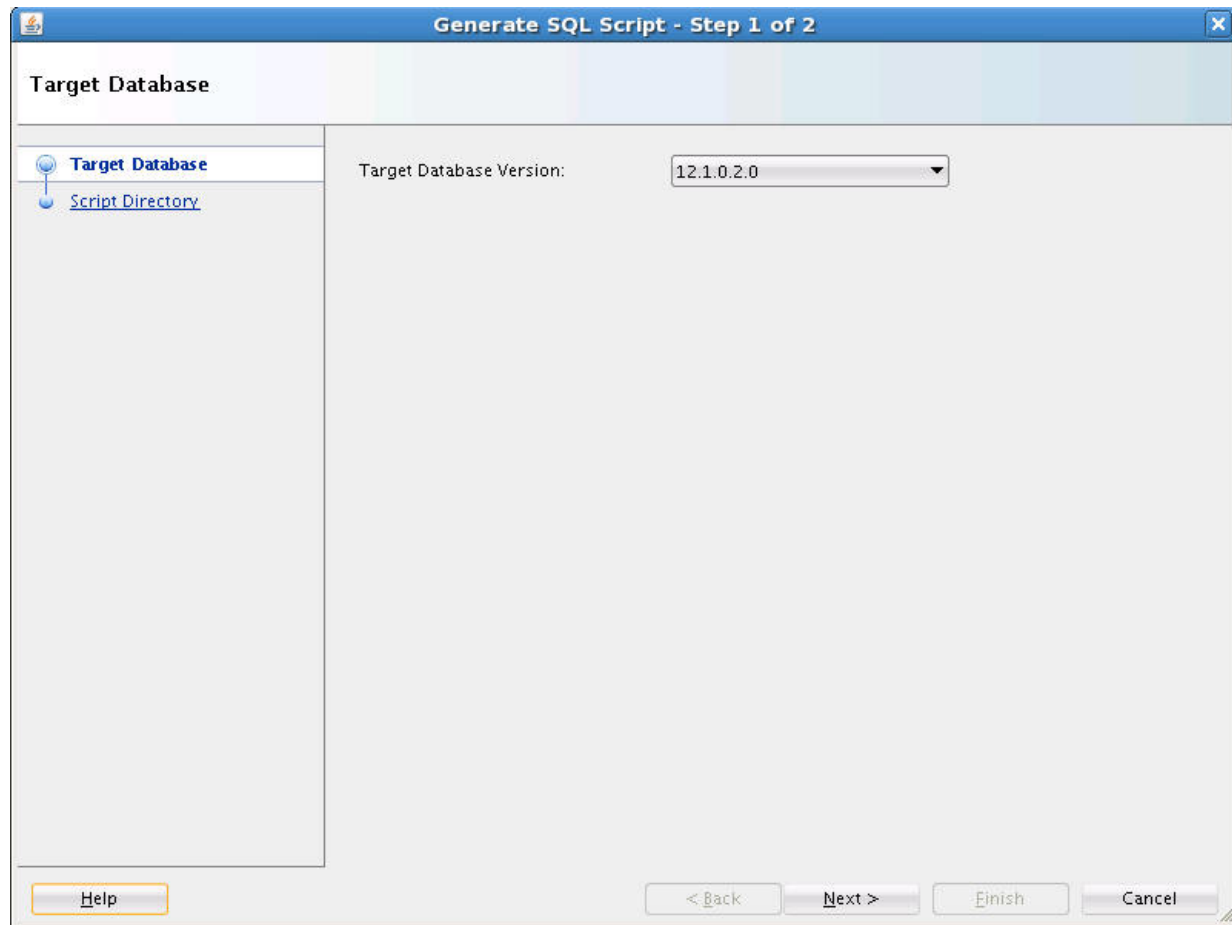 Generate SQL Script - Step 1 of 2
Target Database
Target Database
Script Directory
Target Database Version:
12.1.0.2.0
Help
< Back
Next >
Finish
Cancel